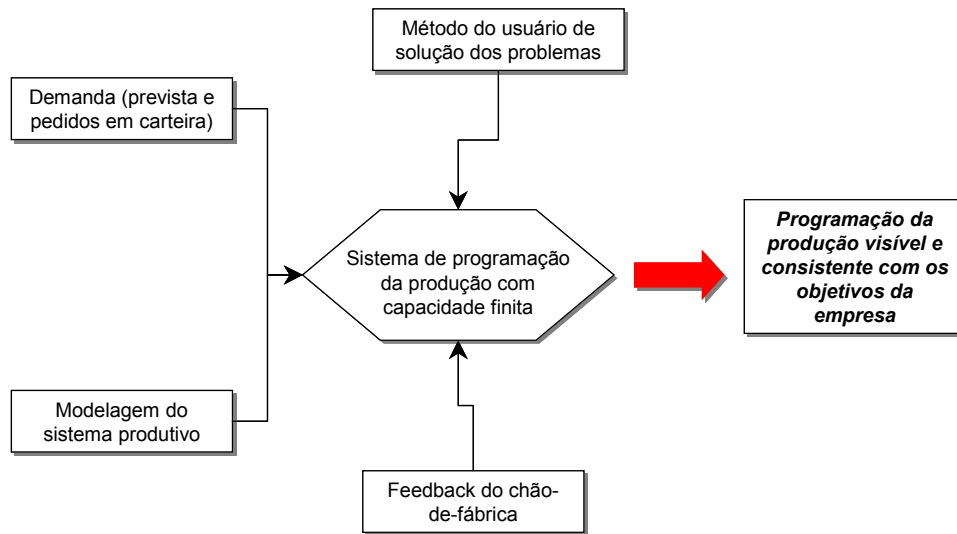 Método do usuário de
solução dos problemas
Demanda (prevista e
pedidos em carteira)
Sistema de programação
da produção com
capacidade finita
Programação da
produção visível e
consistente com os
objetivos da
empresa
Modelagem do
sistema produtivo
Feedback do chão-
de-fábrica